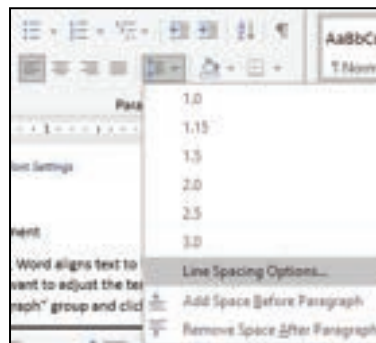 AaBbC
¶ Norm
Para
1.0
1.15
1.5
2.0
2.5
3.0
Line Spacing Options...
Add Space Before Paragraph
Remove Space After Paragraph
Settings
ment
Word aligns text to
want to adjust the te
raph" group and clic